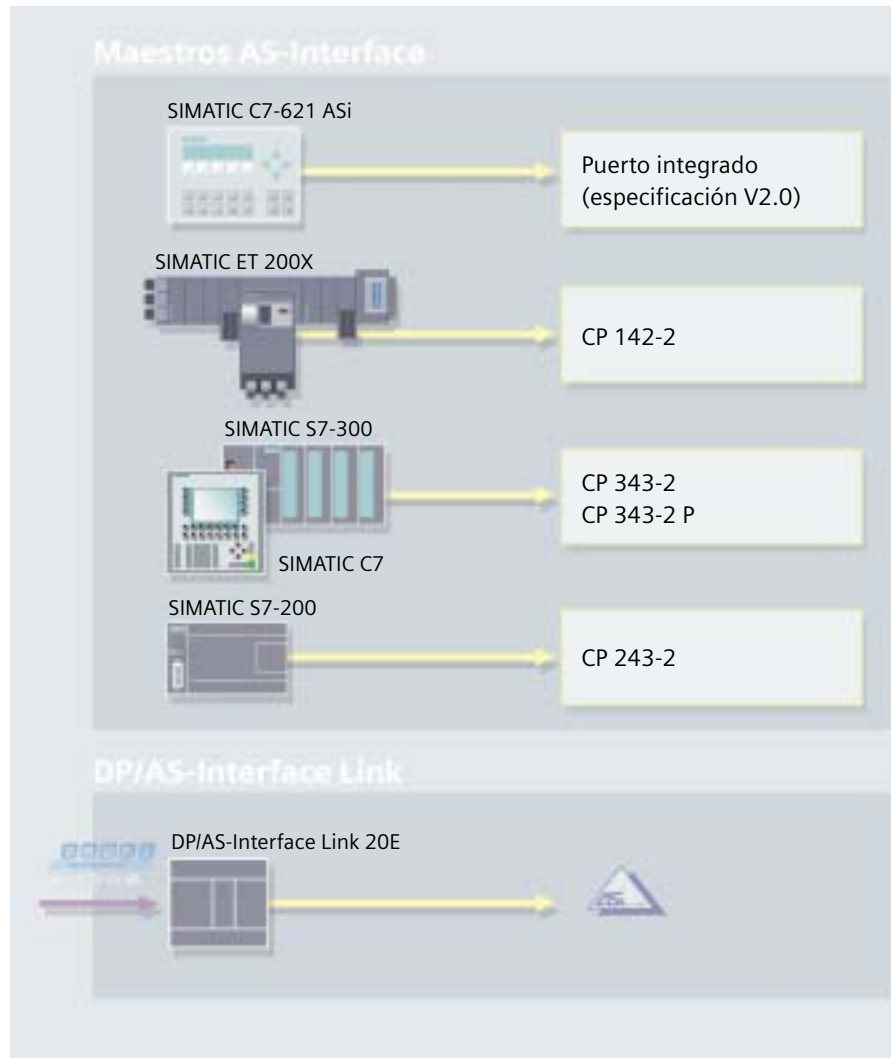 Maestros AS-Interface
SIMATIC C7-621 ASi
Puerto integrado
(especificación V2.0)
SIMATIC ET 200X
CP 142-2
SIMATIC S7-300
CP 343-2
CP 343-2 P
SIMATIC C7
SIMATIC S7-200
CP 243-2
DP/AS-Interface Link
DP/AS-Interface Link 20E